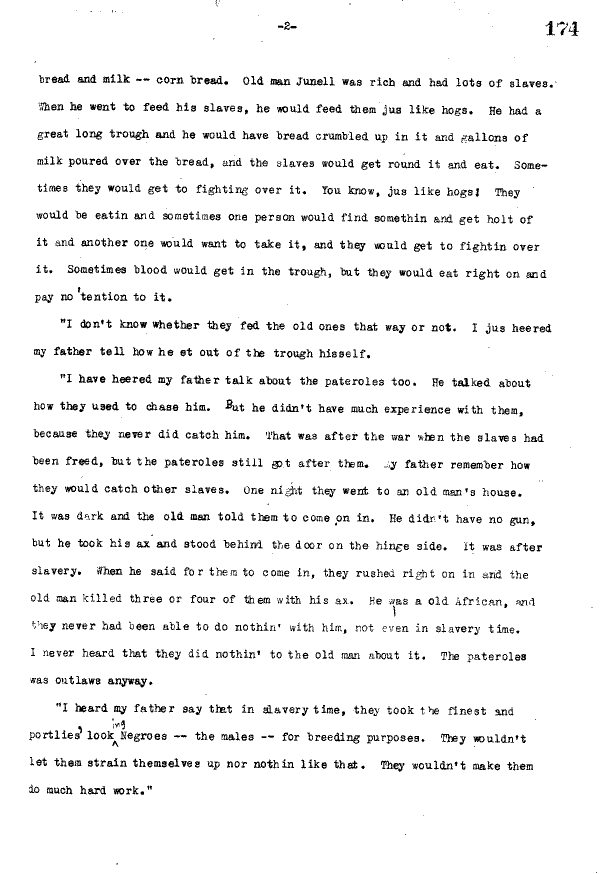 -2-
174
bread and milk -- corn bread. Old man Junell was rich and had lots of slaves.
When he went to feed his slaves, he would feed them jus like hogs. He had a
great long trough and he would have bread crumbled up in it and gallons of
milk poured over the bread, and the slaves would get round it and eat. Some-
times they would get to fighting over it. You know, jus like hogs! They
would be eatin and sometimes one person would find somethin and get holt of
it and another one would want to take it, and they would get to fightin over
it. Sometimes blood would get in the trough, but they would eat right on and
pay no 'tention to it.
"I don't know whether they fed the old ones that way or not. I jus heered
my father tell how he et out of the trough hisself.
"I have heered my father talk about the pateroles too. He talked about
how they used to chase him. But he didn't have much experience with them,
because they never did catch him. That was after the war when the slaves had
been freed, but the pateroles still got after them. My father remember how
they would catch other slaves. One night they went to an old man's house.
It was dark and the old man told them to come on in. He didn't have no gun,
but he took his ax and stood behind the door on the hinge side. It was after
slavery. When he said for them to come in, they rushed right on in and the
old man killed three or four of them with his ax. He was a old African, and
they never had been able to do nothin' with him, not even in slavery time.
I never heard that they did nothin' to the old man about it. The pateroles
was outlaws anyway.
"I heard my father say that in slavery time, they took the finest and
portlies' looking Negroes -- the males -- for breeding purposes. They wouldn't
let them strain themselves up nor nothin like that. They wouldn't make them
do much hard work."